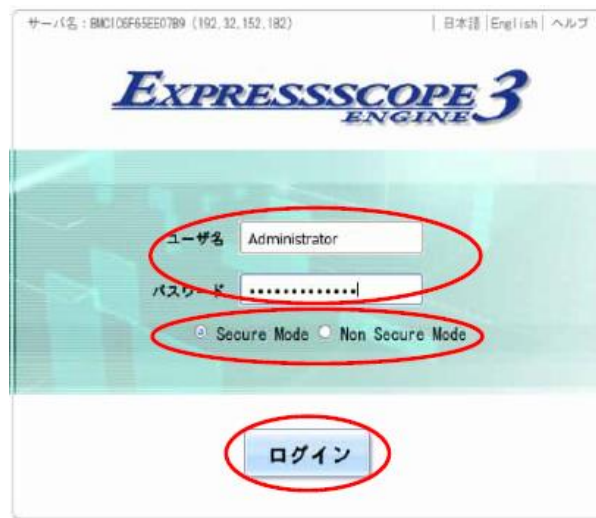 サーバ名：BMC1C6F65EE07B9 (192.32.152.182) | 日本語 | English | ヘルプ
EXPRESSSCOPE 3
ENGINE
ユーザ名 Administrator
パスワード •••••••••••••
Secure Mode Non Secure Mode
ログイン